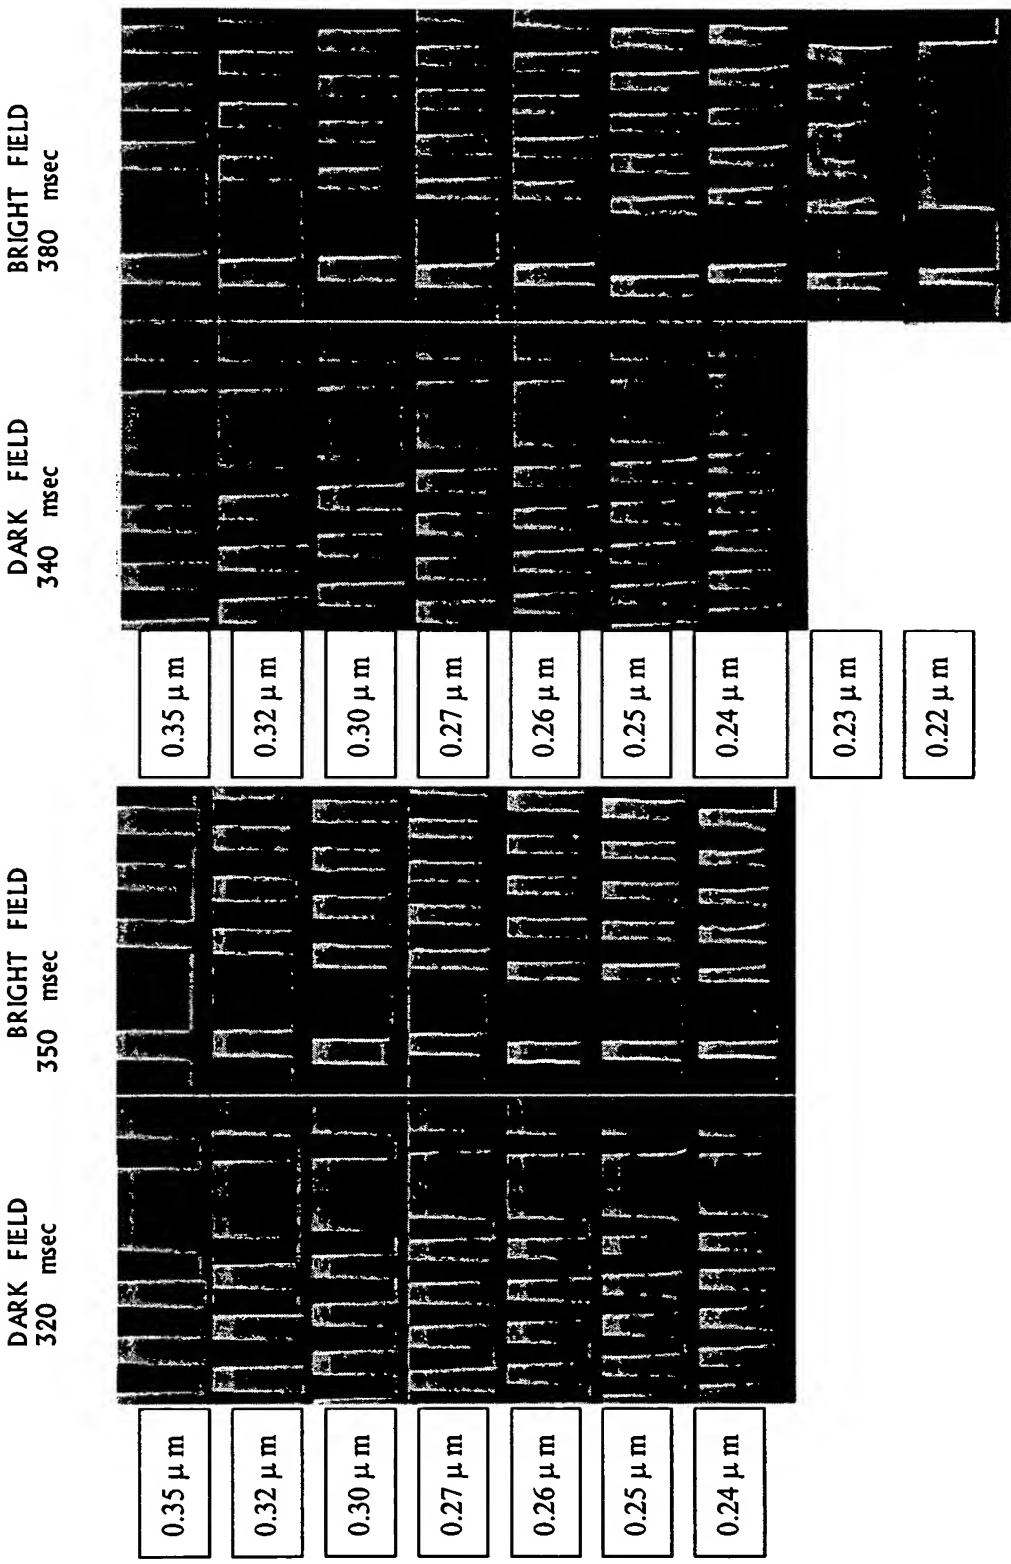 DARK FIELD
320 msec
BRIGHT FIELD
350 msec
DARK FIELD
340 msec
BRIGHT FIELD
380 msec
0.35 μ m
0.32 μ m
0.30 μ m
0.27 μ m
0.26 μ m
0.25 μ m
0.24 μ m
0.35 μ m
0.32 μ m
0.30 μ m
0.27 μ m
0.26 μ m
0.25 μ m
0.24 μ m
0.23 μ m
0.22 μ m